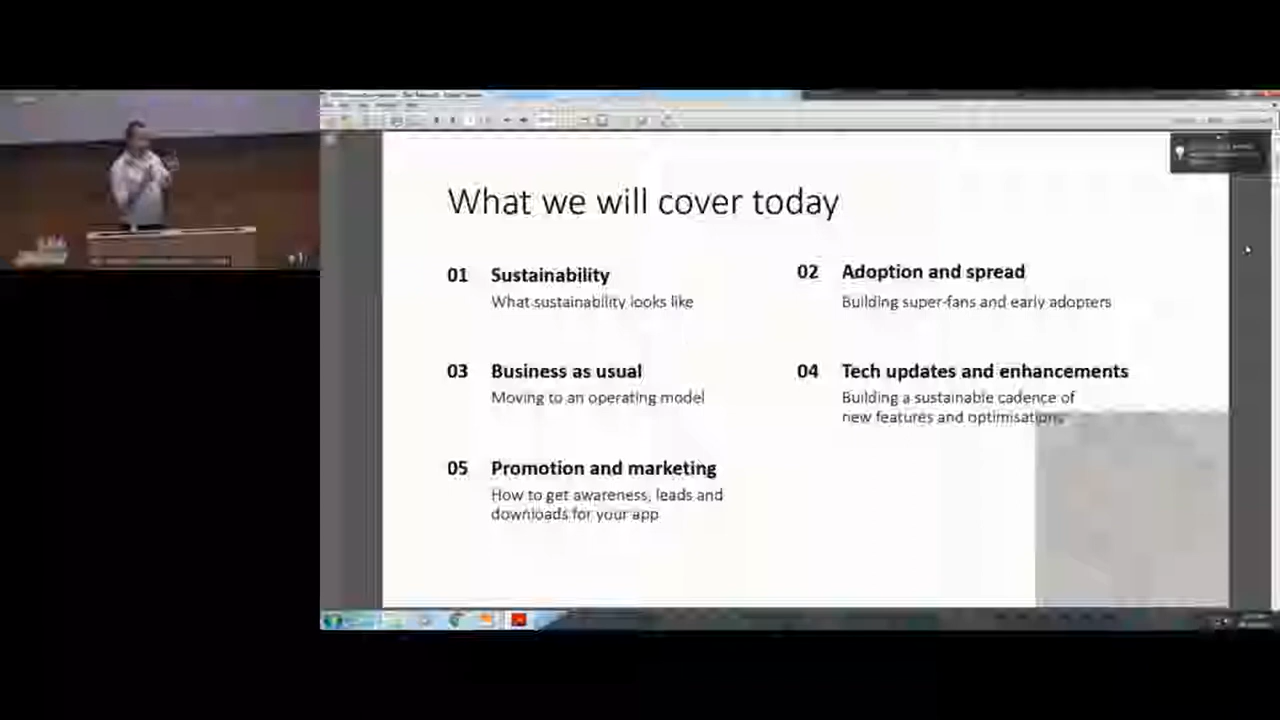 What we will cover today
01 Sustainability
What sustainability looks like
02 Adoption and spread
Building super-fans and early adopters
03 Business as usual
Moving to an operating model
04 Tech updates and enhancements
Building a sustainable cadence of
new features and optimisations
05 Promotion and marketing
How to get awareness, leads and
downloads for your app